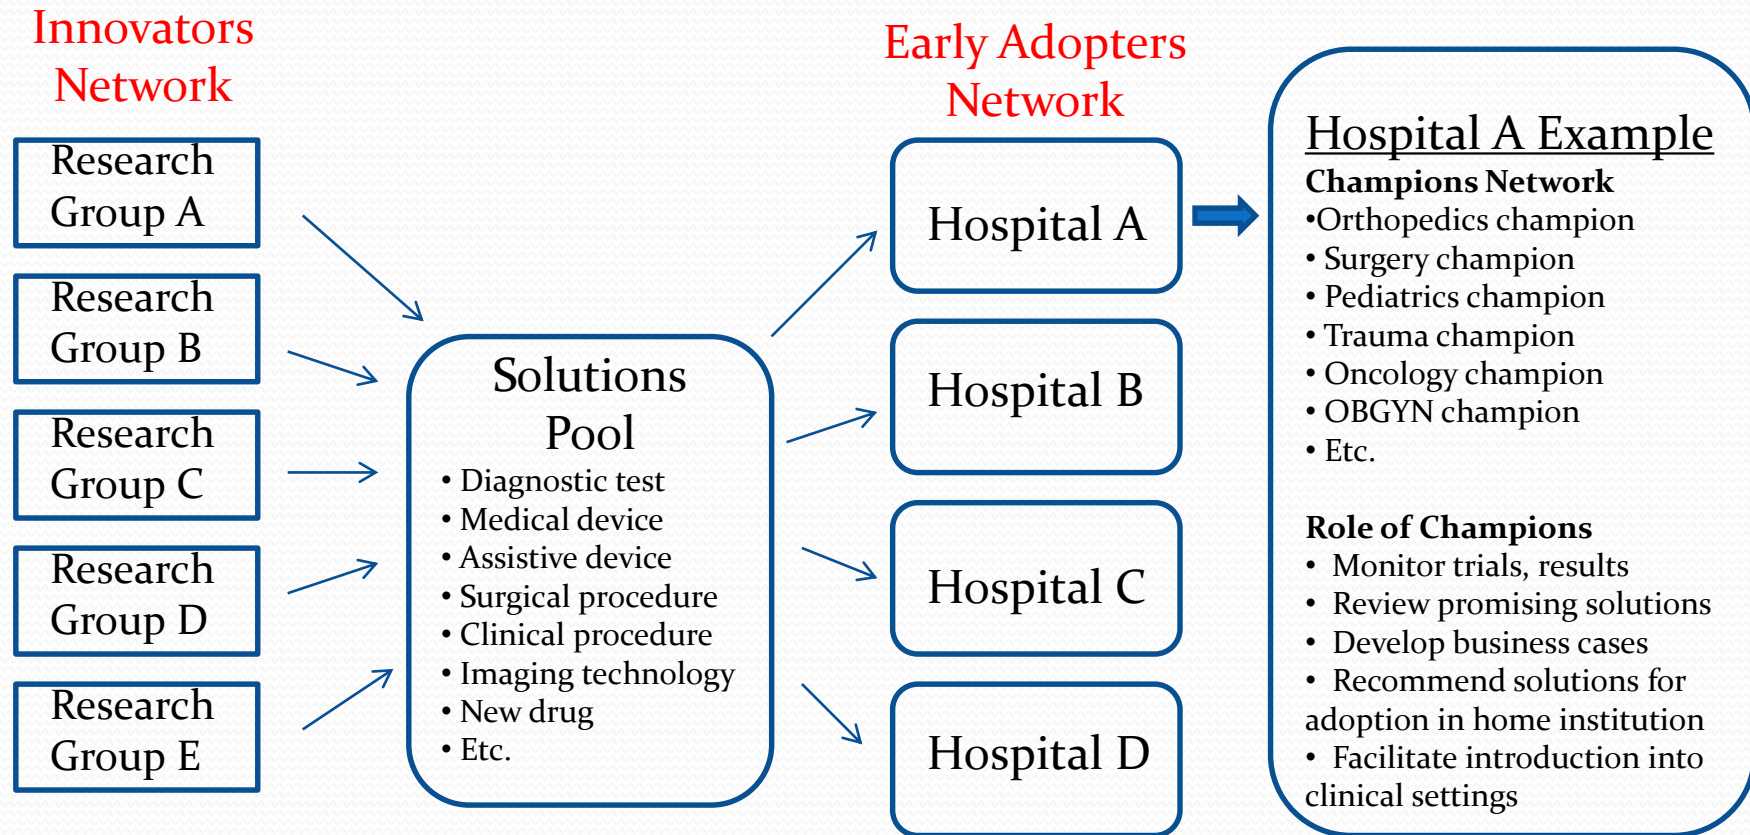 Innovators
Network
Research
Group A
Research
Group B
Research
Group C
Research
Group D
Research
Group E
Solutions
Pool
• Diagnostic test
• Medical device
• Assistive device
• Surgical procedure
• Clinical procedure
• Imaging technology
• New drug
• Etc.
Early Adopters
Network
Hospital A
Hospital B
Hospital C
Hospital D
Hospital A Example
Champions Network
•Orthopedics champion
• Surgery champion
• Pediatrics champion
• Trauma champion
• Oncology champion
• OBGYN champion
• Etc.
Role of Champions
• Monitor trials, results
• Review promising solutions
• Develop business cases
• Recommend solutions for
adoption in home institution
• Facilitate introduction into
clinical settings